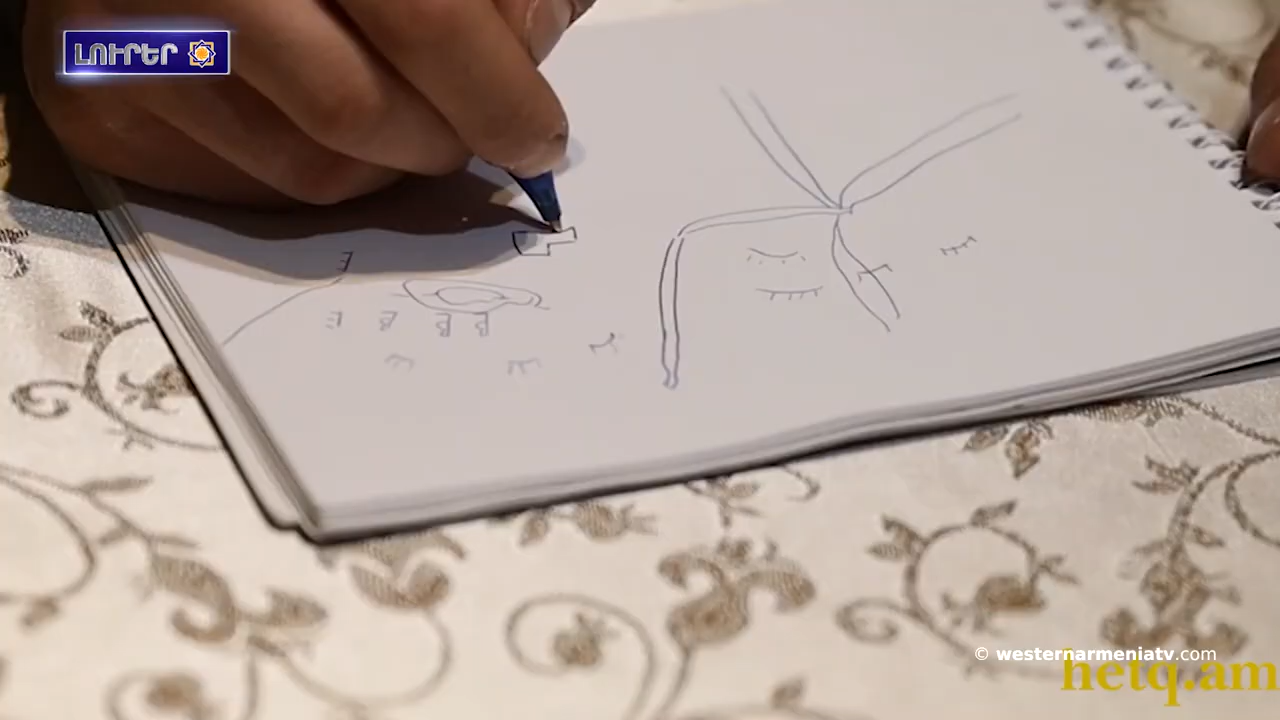 ԼՈՒՐԵՐ
© westernarmeniatv.com
hetq.am